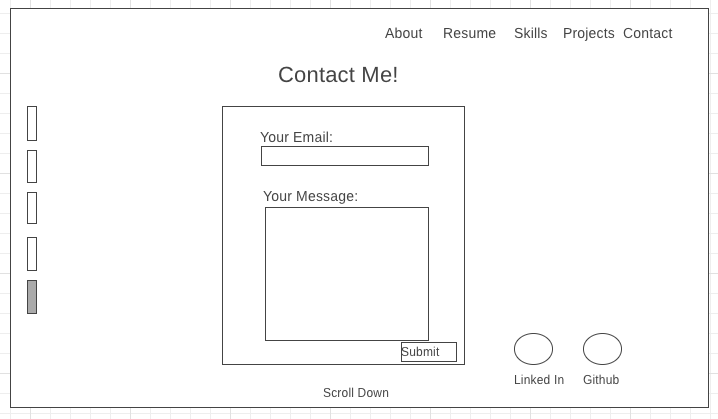 About Resume Skills Projects Contact
Contact Me!
Your Email:
Your Message:
Submit
Linked In Github
Scroll Down